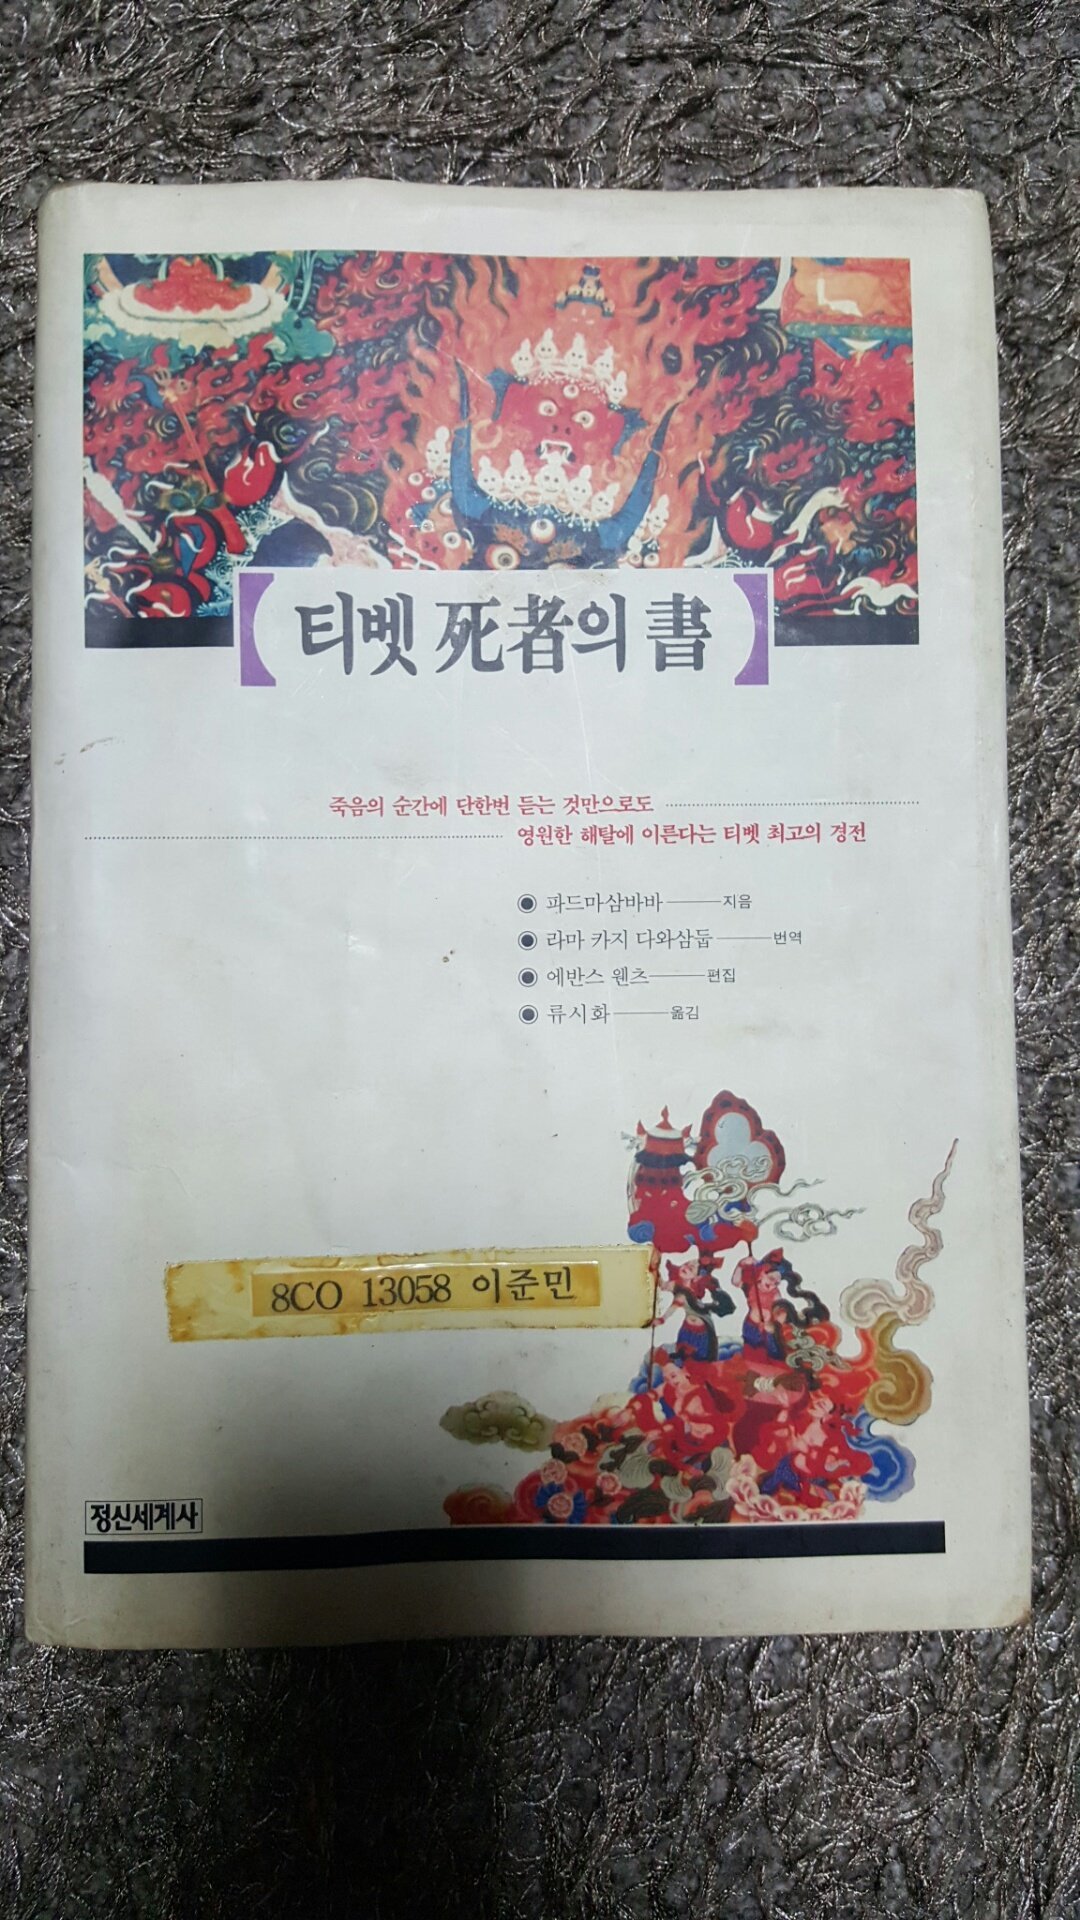 티벳 死者의 書
죽음의 순간에 단한번 듣는 것만으로도
영원한 해탈에 이른다는 티벳 최고의 경전
파드마삼바바 지음
라마 카지 다와삼둡 번역
에반스 웬츠 편집
류시화 옮김
8CO 13058 이준민
정신세계사